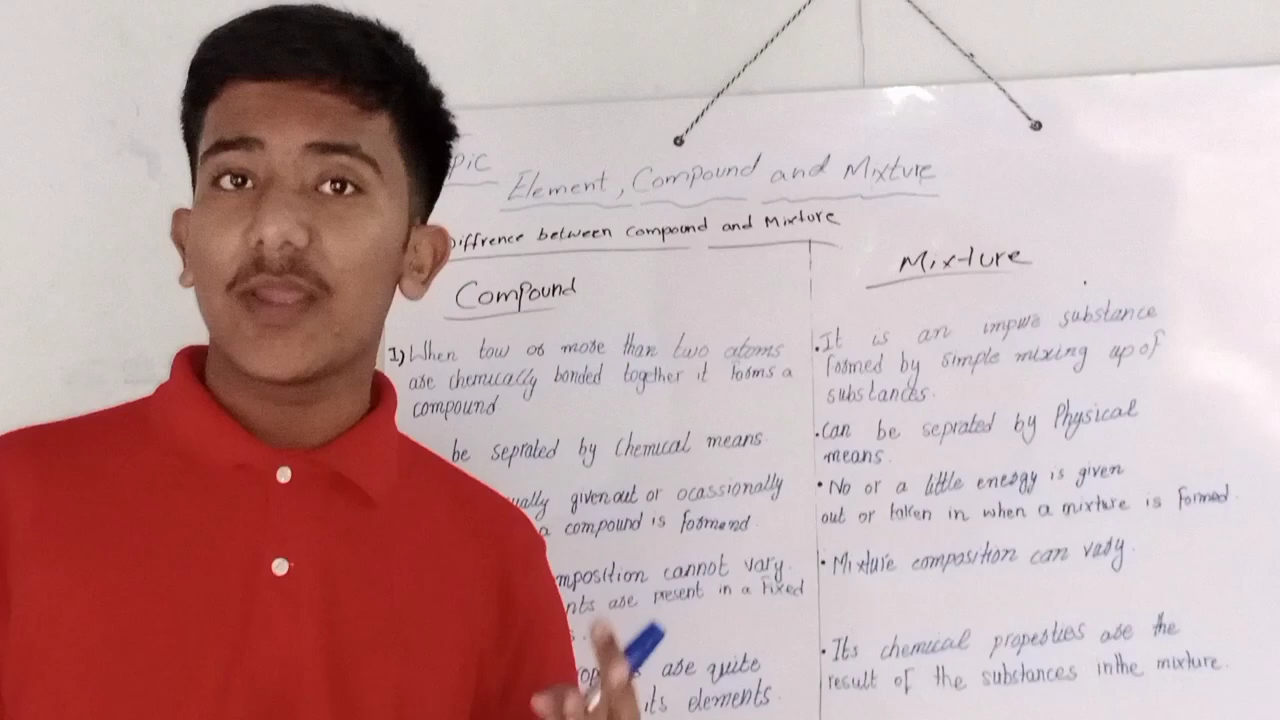 pic
Element, Compound and Mixture
Diffrence between compound and Mixture
Compound
1) When tow or more than two atoms
are chemically bonded together it forms a
compound
be seprated by Chemical means.
ually given out or ocassionally
a compound is formend.
mposition cannot vary.
nts are present in a Fixed
s.
are quite
its elements.
Mixture
• It is an impure substance
formed by simple mixing up of
substances.
• Can be seprated by Physical
means.
• No or a little energy is given
out or taken in when a mixture is formed.
• Mixture composition can vary.
• Its chemical properties are the
result of the substances in the mixture.